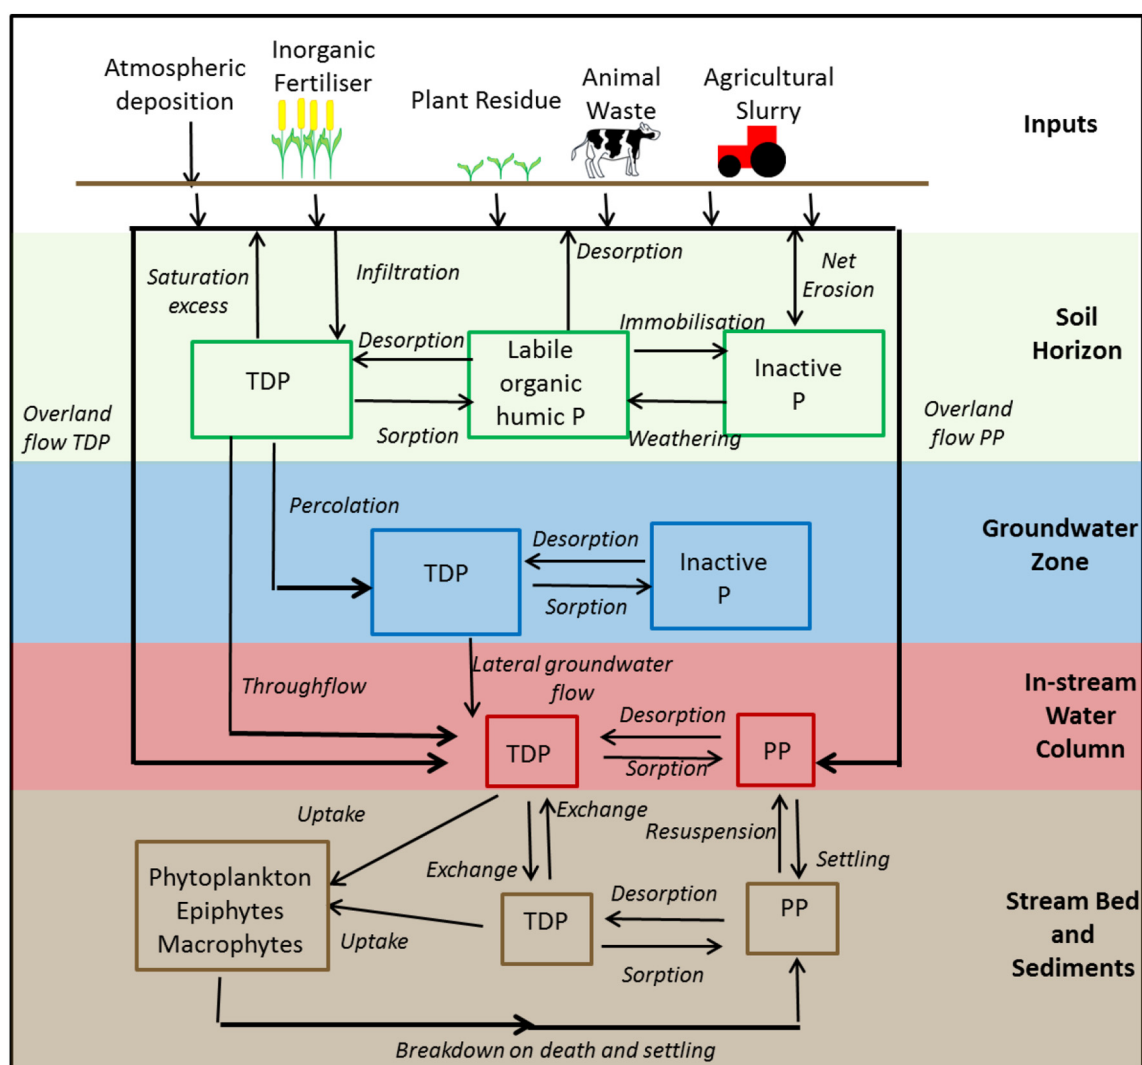 Atmospheric
deposition
Inorganic
Fertiliser
Plant Residue
Animal
Waste
Agricultural
Slurry
Inputs
Saturation
excess
Infiltration
Desorption
Net
Erosion
Soil
Horizon
Desorption
Immobilisation
TDP
Labile
organic
humic P
Inactive
P
Overland
flow TDP
Sorption
Weathering
Overland
flow PP
Percolation
Groundwater
Zone
TDP
Desorption
Sorption
Inactive
P
Throughflow
Lateral groundwater
flow
In-stream
Water
Column
TDP
Desorption
Sorption
PP
Uptake
Exchange
Exchange
Resuspension
Settling
Phytoplankton
Epiphytes
Macrophytes
Uptake
TDP
Desorption
Sorption
PP
Stream Bed
and
Sediments
Breakdown on death and settling